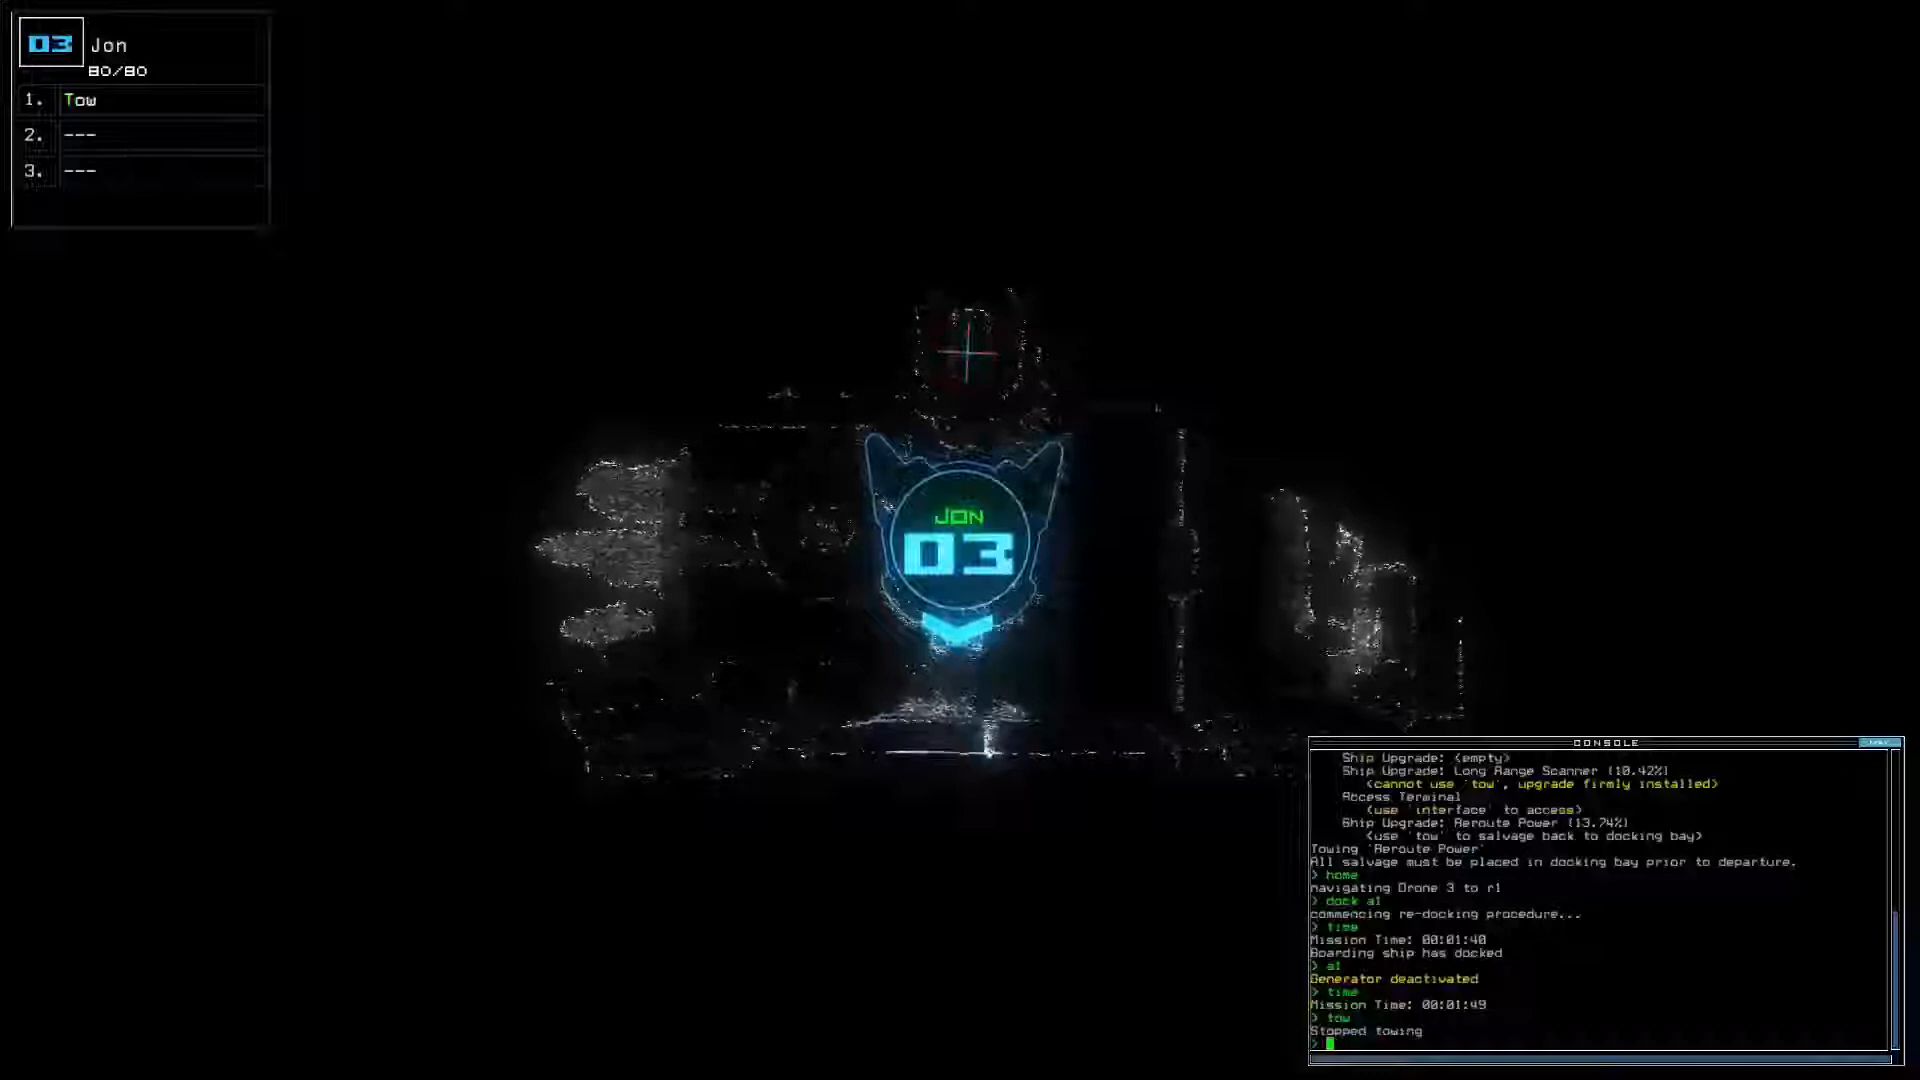 03 Jon
80/80
1. Tow
2. ---
3. ---
JON
03
CONSOLE
Ship Upgrade: (empty)
Ship Upgrade: Long Range Scanner (10.42%)
(cannot use 'tow', upgrade firmly installed)
Access Terminal
(use 'interface' to access)
Ship Upgrade: Reroute Power (13.74%)
(use 'tow' to salvage back to docking bay)
Towing 'Reroute Power'
All salvage must be placed in docking bay prior to departure.
> home
navigating Drone 3 to r1
> dock a1
commencing re-docking procedure...
> time
Mission Time: 00:01:40
Boarding ship has docked
> a1
Generator deactivated
> time
Mission Time: 00:01:49
> tow
Stopped towing
>